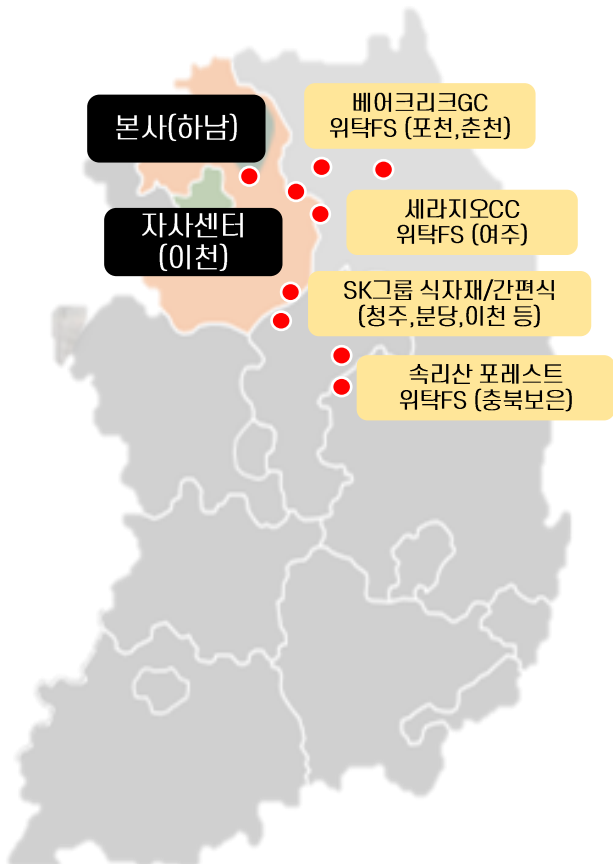 본사(하남)
베어크리크GC
위탁FS (포천,춘천)
자사센터
(이천)
세라지오CC
위탁FS (여주)
SK그룹 식자재/간편식
(청주,분당,이천 등)
속리산 포레스트
위탁FS (충북보은)